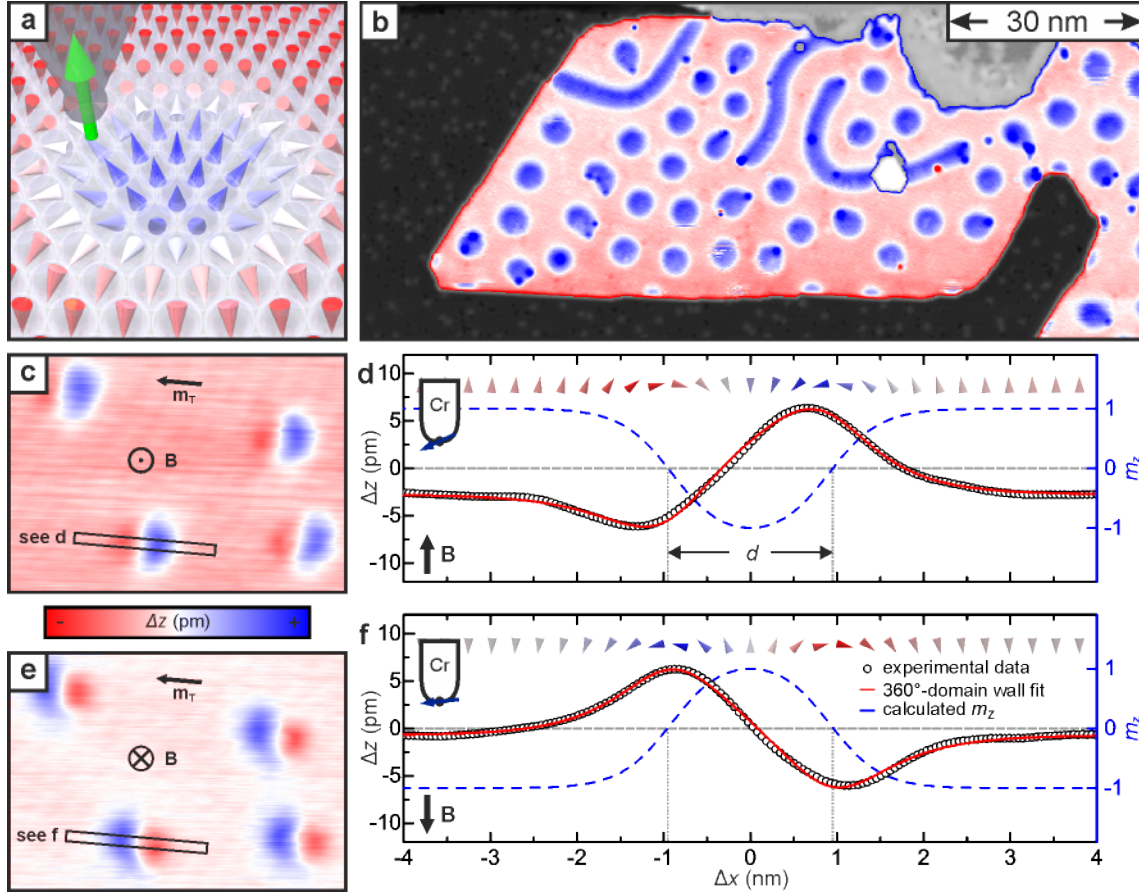 a
b
30 nm
c
m_T
B
see d
Δz (pm)
-
+
e
m_T
B
see f
d
10
5
0
-5
-10
Δz (pm)
Cr
B
d
1
0
-1
m_z
f
10
5
0
-5
-10
Δz (pm)
Cr
B
experimental data
360°-domain wall fit
calculated m_z
1
0
-1
m_z
-4 -3 -2 -1 0 1 2 3 4
Δx (nm)